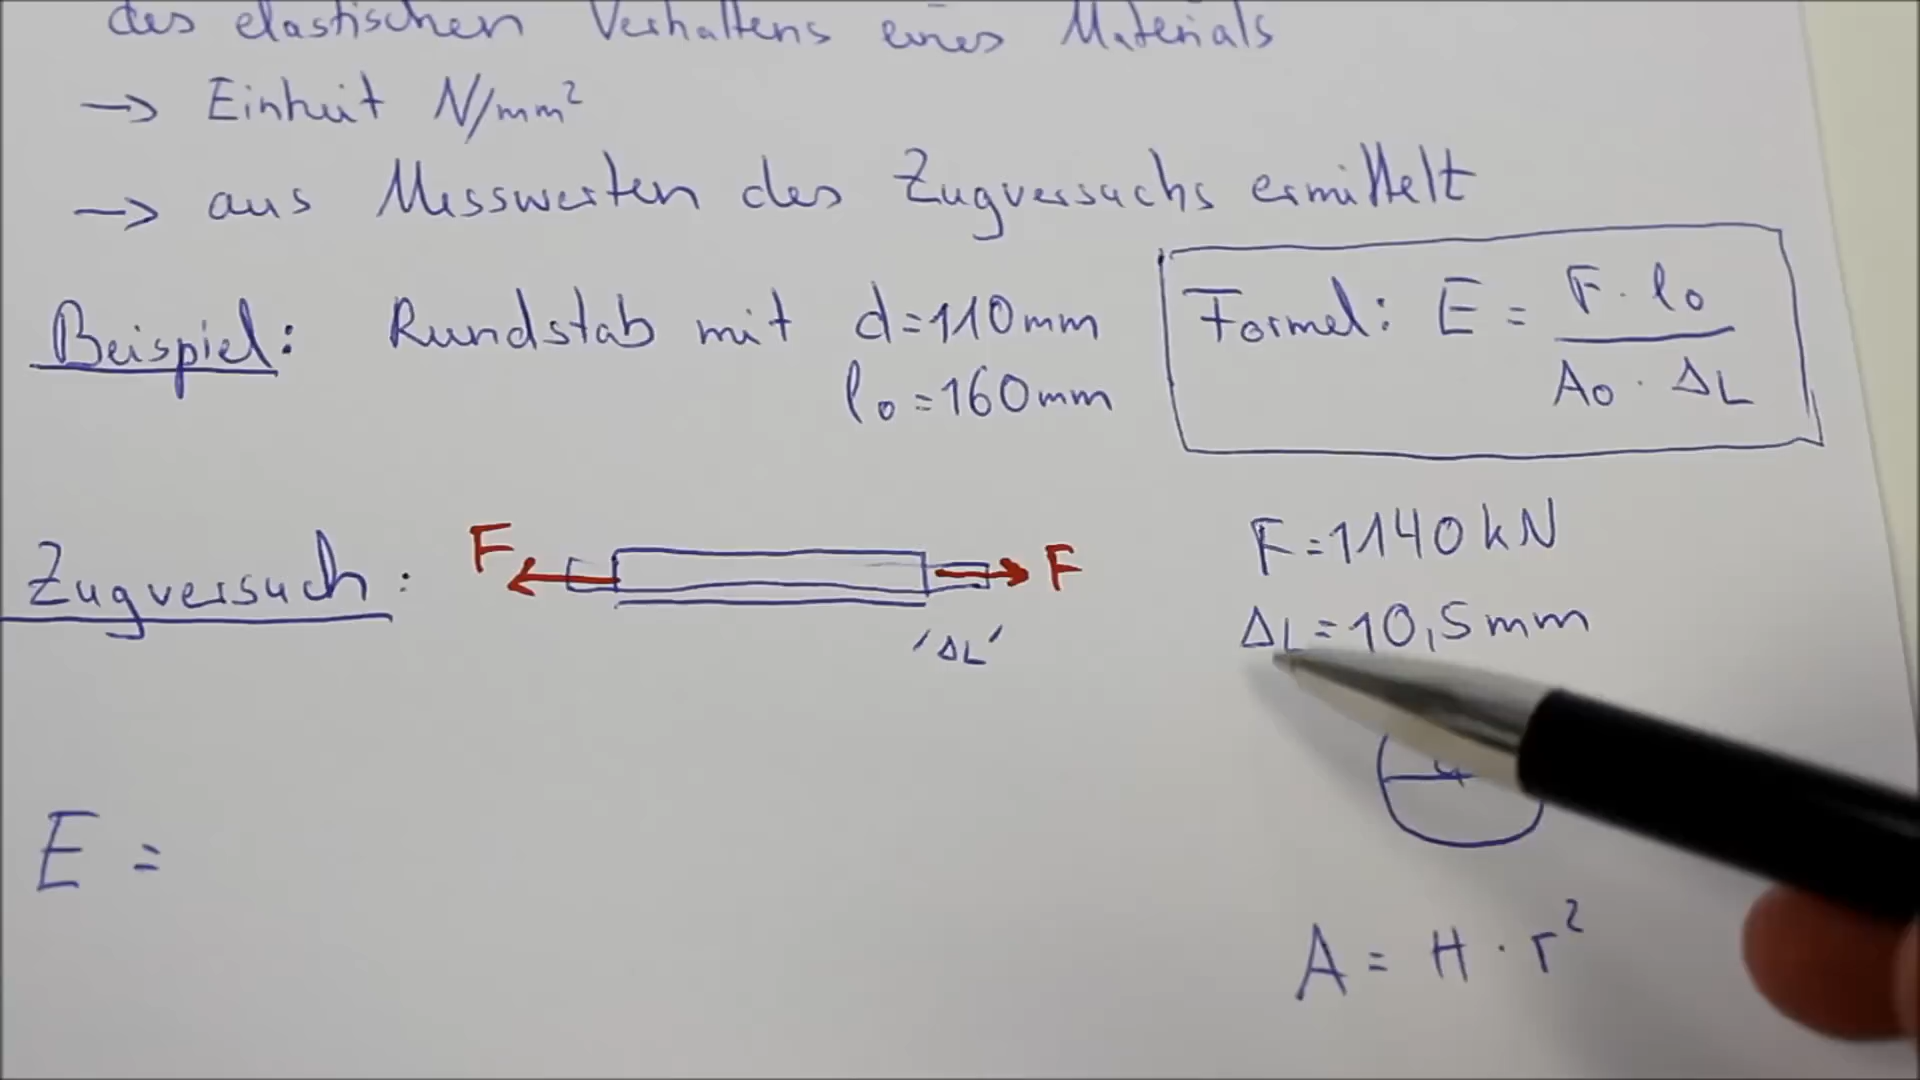 des elastischen Verhaltens eines Materials
→ Einheit N/mm²
→ aus Messwerten des Zugversuchs ermittelt
Beispiel: Rundstab mit d=110mm
l₀=160mm
Formel: E = F · l₀ / A₀ · ΔL
Zugversuch:
F F
'ΔL'
F=1140kN
ΔL=10,5mm
E =
A = π · r²